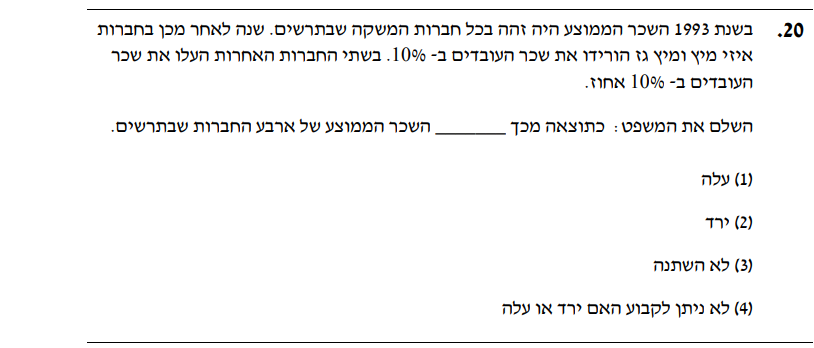 20. בשנת 1993 השכר הממוצע היה זהה בכל חברות המשקה שבתרשים. שנה לאחר מכן בחברות
איזי מיץ ומיץ גז הורידו את שכר העובדים ב- 10%. בשתי החברות האחרות העלו את שכר
העובדים ב- 10% אחוז.
השלם את המשפט: כתוצאה מכך _______ השכר הממוצע של ארבע החברות שבתרשים.
(1) עלה
(2) ירד
(3) לא השתנה
(4) לא ניתן לקבוע האם ירד או עלה